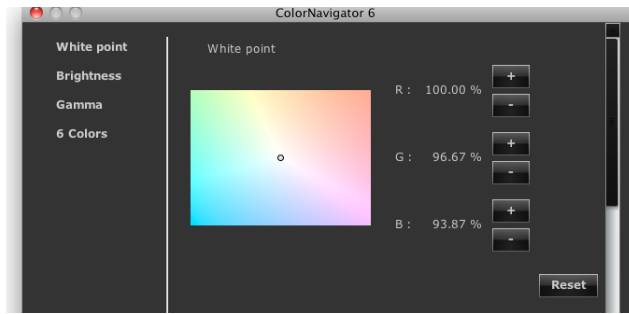 ColorNavigator 6
White point
Brightness
Gamma
6 Colors
White point
R : 100.00 % + -
G : 96.67 % + -
B : 93.87 % + -
Reset